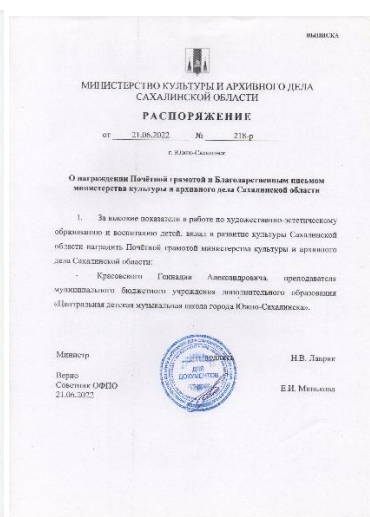 ВЫПИСКА
МИНИСТЕРСТВО КУЛЬТУРЫ И АРХИВНОГО ДЕЛА
САХАЛИНСКОЙ ОБЛАСТИ
РАСПОРЯЖЕНИЕ
от 21.06.2022 № 218-р
г. Южно-Сахалинск
О награждении Почётной грамотой и Благодарственным письмом
министерства культуры и архивного дела Сахалинской области
1. За высокие показатели в работе по художественно-эстетическому
образованию и воспитанию детей, вклад в развитие культуры Сахалинской
области наградить Почётной грамотой министерства культуры и архивного
дела Сахалинской области:
- Красовского Геннадия Александровича, преподавателя
муниципального бюджетного учреждения дополнительного образования
«Центральная детская музыкальная школа города Южно-Сахалинска».
Министр подпись Н.В. Лаврик
Верно
Советник ОФПО Е.И. Минькова
21.06.2022
ДЛЯ
ДОКУМЕНТОВ